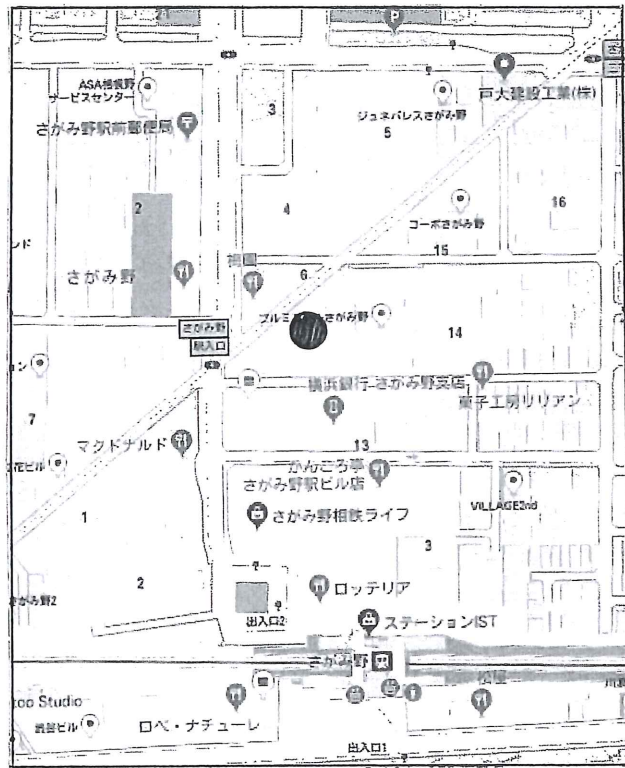 21
P
ASA相模野
サービスセンター
3
戸大建設工業(株)
ジュネパレスさがみ野
5
さがみ野駅前郵便局
2
4
16
コーポさがみ野
15
さがみ野
6
さがみ野
駅入口
14
横浜銀行 さがみ野支店
菓子工房リリアン
7
マクドナルド
13
かんころ亭
さがみ野駅ビル店
VILLAGE2nd
1
さがみ野相鉄ライフ
3
2
ロッテリア
さがみ野2
出入口2
ステーションIST
さがみ野
top Studio
ロベ・ナチューレ
出入口1